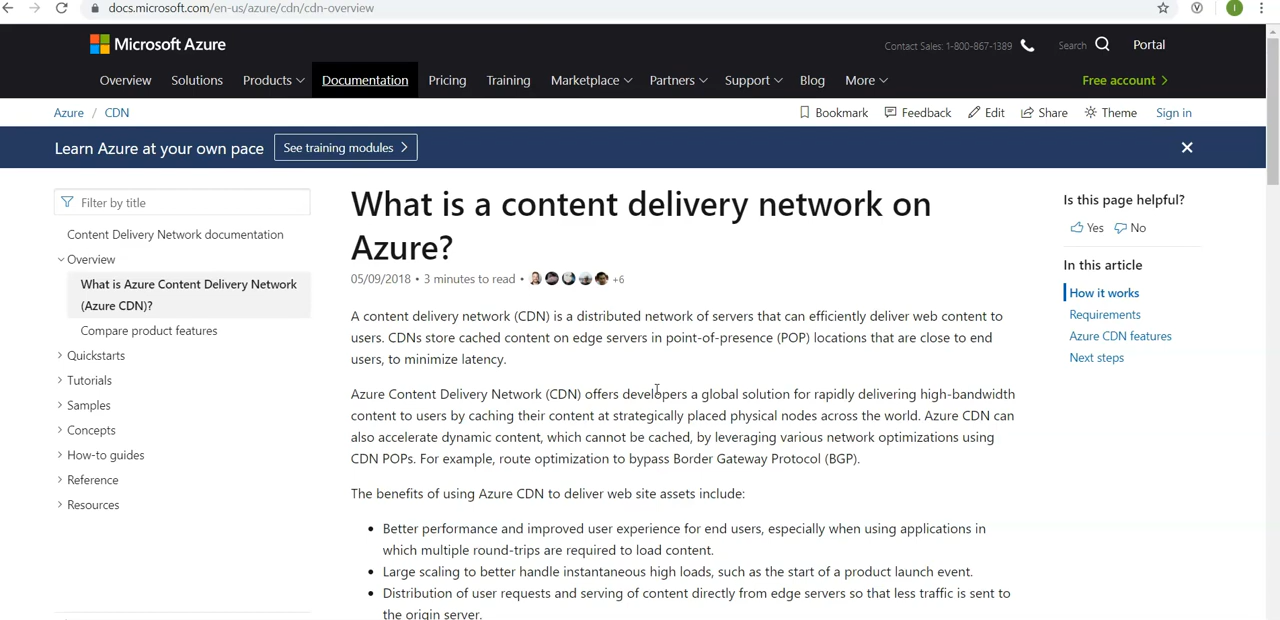 docs.microsoft.com/en-us/azure/cdn/cdn-overview
Microsoft Azure
Contact Sales: 1-800-867-1389
Search
Portal
Overview Solutions Products Documentation Pricing Training Marketplace Partners Support Blog More
Free account
Azure / CDN
Bookmark Feedback Edit Share Theme Sign in
Learn Azure at your own pace
See training modules
Filter by title
Content Delivery Network documentation
Overview
What is Azure Content Delivery Network
(Azure CDN)?
Compare product features
Quickstarts
Tutorials
Samples
Concepts
How-to guides
Reference
Resources
What is a content delivery network on
Azure?
05/09/2018 • 3 minutes to read • +6
A content delivery network (CDN) is a distributed network of servers that can efficiently deliver web content to
users. CDNs store cached content on edge servers in point-of-presence (POP) locations that are close to end
users, to minimize latency.
Azure Content Delivery Network (CDN) offers developers a global solution for rapidly delivering high-bandwidth
content to users by caching their content at strategically placed physical nodes across the world. Azure CDN can
also accelerate dynamic content, which cannot be cached, by leveraging various network optimizations using
CDN POPs. For example, route optimization to bypass Border Gateway Protocol (BGP).
The benefits of using Azure CDN to deliver web site assets include:
• Better performance and improved user experience for end users, especially when using applications in
which multiple round-trips are required to load content.
• Large scaling to better handle instantaneous high loads, such as the start of a product launch event.
• Distribution of user requests and serving of content directly from edge servers so that less traffic is sent to
the origin server.
Is this page helpful?
Yes No
In this article
How it works
Requirements
Azure CDN features
Next steps